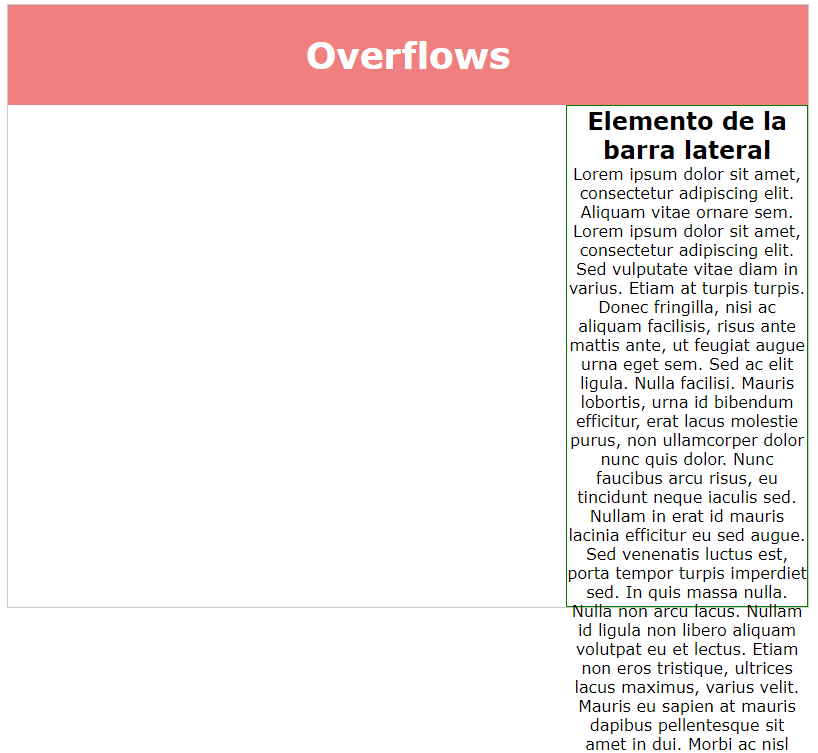 Overflows
Elemento de la
barra lateral
Lorem ipsum dolor sit amet,
consectetur adipiscing elit.
Aliquam vitae ornare sem.
Lorem ipsum dolor sit amet,
consectetur adipiscing elit.
Sed vulputate vitae diam in
varius. Etiam at turpis turpis.
Donec fringilla, nisi ac
aliquam facilisis, risus ante
mattis ante, ut feugiat augue
urna eget sem. Sed ac elit
ligula. Nulla facilisi. Mauris
lobortis, urna id bibendum
efficitur, erat lacus molestie
purus, non ullamcorper dolor
nunc quis dolor. Nunc
faucibus arcu risus, eu
tincidunt neque iaculis sed.
Nullam in erat id mauris
lacinia efficitur eu sed augue.
Sed venenatis luctus est,
porta tempor turpis imperdiet
sed. In quis massa nulla.
Nulla non arcu lacus. Nullam
id ligula non libero aliquam
volutpat eu et lectus. Etiam
non eros tristique, ultrices
lacus maximus, varius velit.
Mauris eu sapien at mauris
dapibus pellentesque sit
amet in dui. Morbi ac nisl